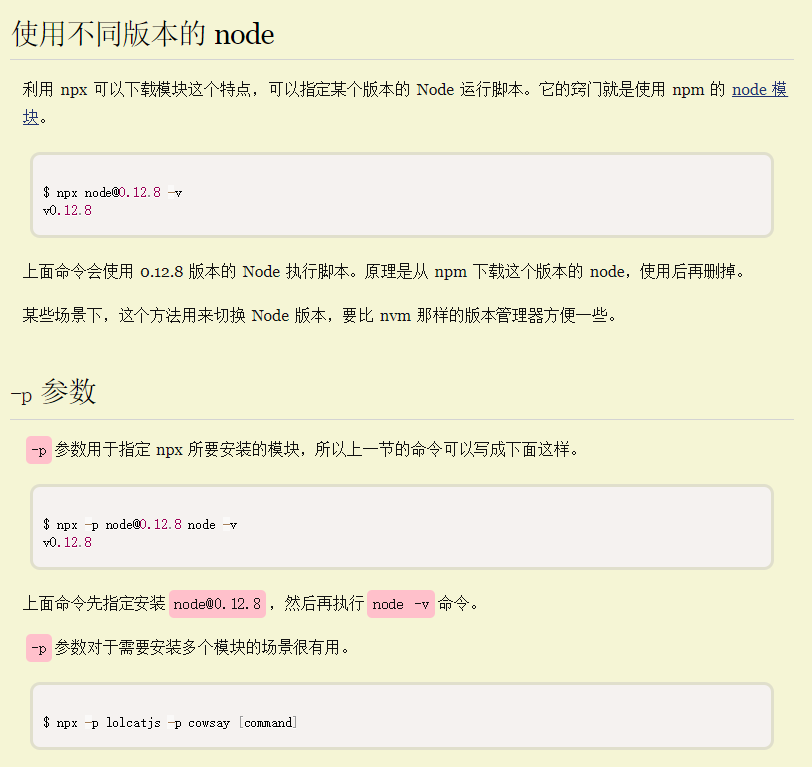 使用不同版本的 node
利用 npx 可以下载模块这个特点，可以指定某个版本的 Node 运行脚本。它的窍门就是使用 npm 的 node 模
块。
$ npx node@0.12.8 -v
v0.12.8
上面命令会使用 0.12.8 版本的 Node 执行脚本。原理是从 npm 下载这个版本的 node，使用后再删掉。
某些场景下，这个方法用来切换 Node 版本，要比 nvm 那样的版本管理器方便一些。
-p 参数
-p 参数用于指定 npx 所要安装的模块，所以上一节的命令可以写成下面这样。
$ npx -p node@0.12.8 node -v
v0.12.8
上面命令先指定安装 node@0.12.8 ，然后再执行 node -v 命令。
-p 参数对于需要安装多个模块的场景很有用。
$ npx -p lolcatjs -p cowsay [command]